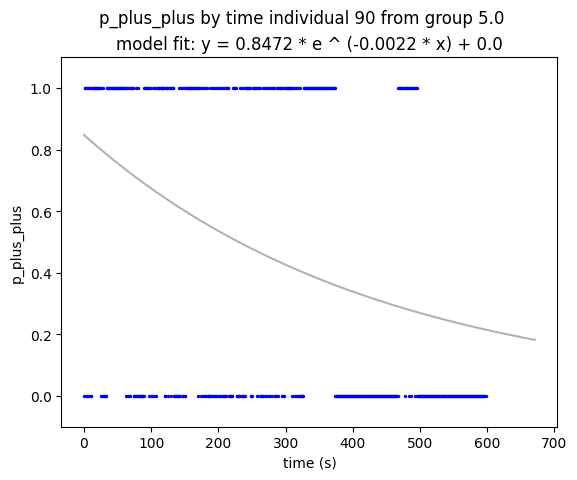 p_plus_plus by time individual 90 from group 5.0
model fit: y = 0.8472 * e ^ (-0.0022 * x) + 0.0
1.0
0.8
0.6
0.4
0.2
0.0
p_plus_plus
0 100 200 300 400 500 600 700
time (s)